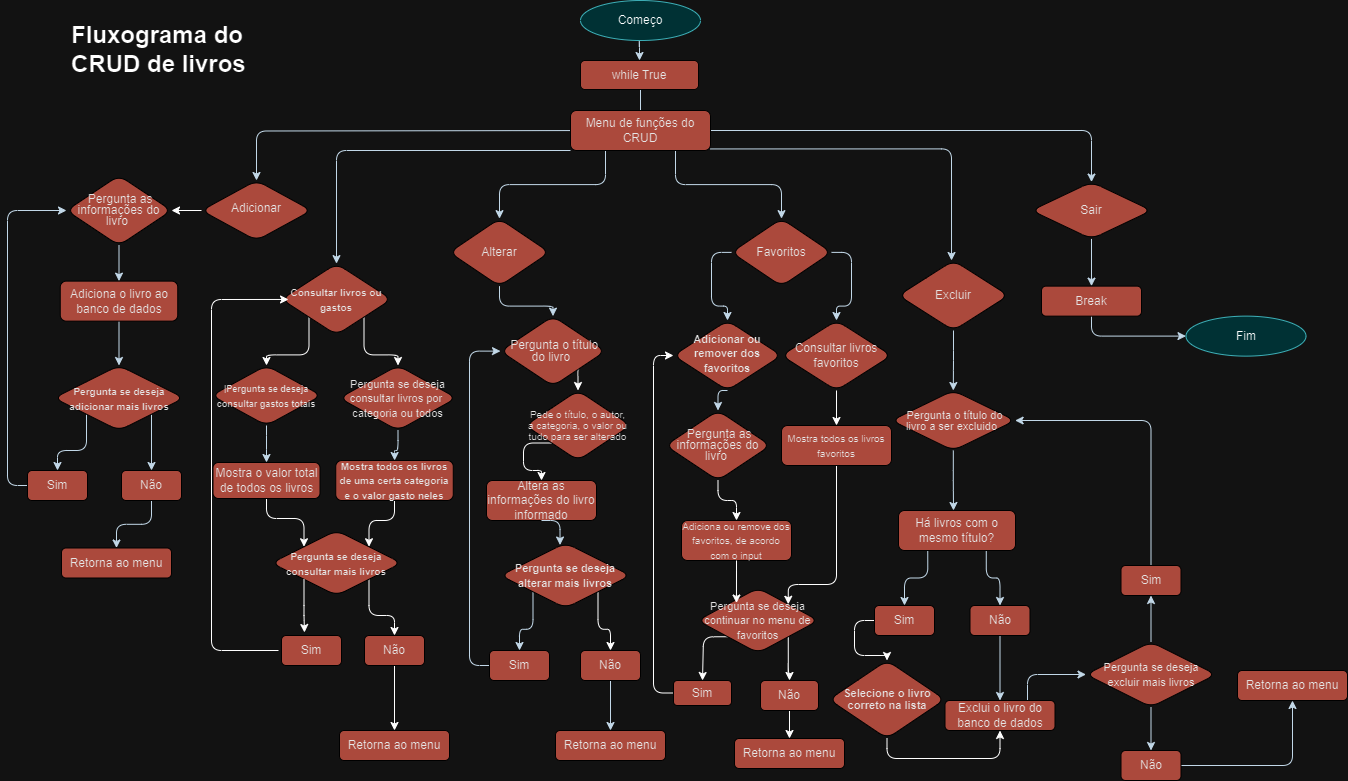 Fluxograma do
CRUD de livros
Começo
while True
Menu de funções do
CRUD
Adicionar
Pergunta as
informações do
livro
Adiciona o livro ao
banco de dados
Pergunta se deseja
adicionar mais livros
Sim
Não
Retorna ao menu
Consultar livros ou
gastos
!Pergunta se deseja
consultar gastos totais
Pergunta se deseja
consultar livros por
categoria ou todos
Mostra o valor total
de todos os livros
Mostra todos os livros
de uma certa categoria
e o valor gasto neles
Pergunta se deseja
consultar mais livros
Sim
Não
Retorna ao menu
Alterar
Pergunta o título
do livro
Pede o título, o autor,
a categoria, o valor ou
tudo para ser alterado
Altera as
informações do livro
informado
Pergunta se deseja
alterar mais livros
Sim
Não
Retorna ao menu
Favoritos
Adicionar ou
remover dos
favoritos
Consultar livros
favoritos
Pergunta as
informações do
livro
Mostra todos os livros
favoritos
Adiciona ou remove dos
favoritos, de acordo
com o input
Pergunta se deseja
continuar no menu de
favoritos
Sim
Não
Retorna ao menu
Excluir
Pergunta o título do
livro a ser excluido
Há livros com o
mesmo título?
Sim
Não
Selecione o livro
correto na lista
Exclui o livro do
banco de dados
Pergunta se deseja
excluir mais livros
Sim
Não
Retorna ao menu
Sair
Break
Fim